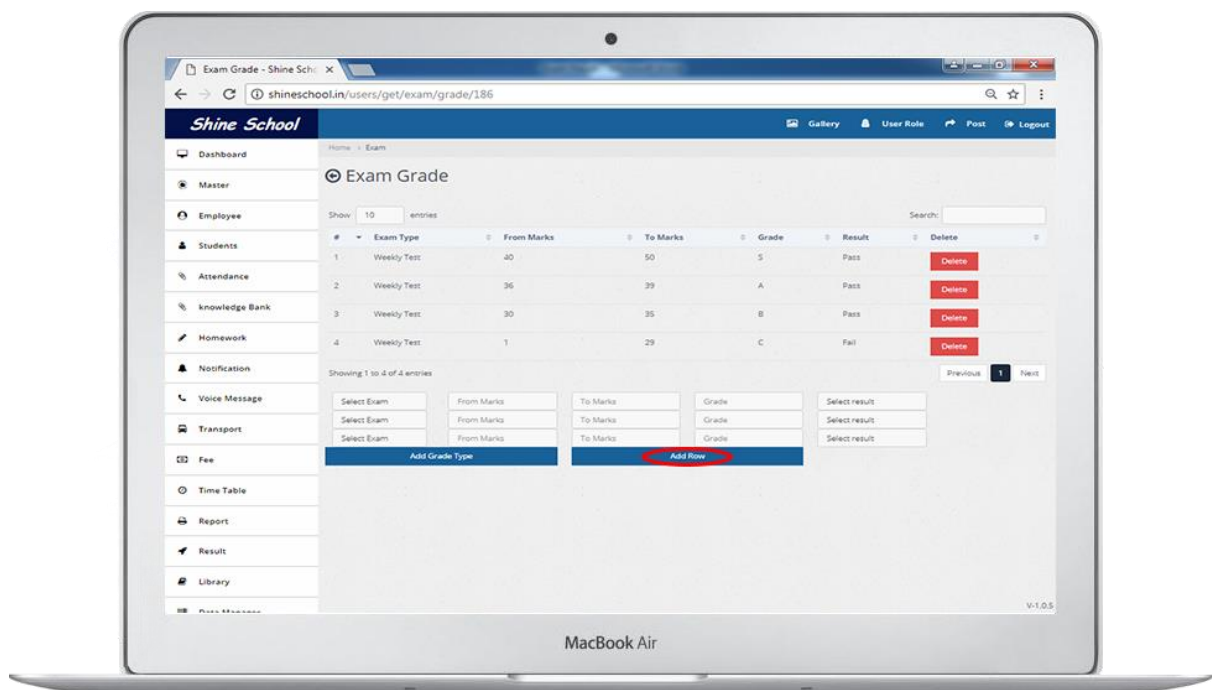 Exam Grade - Shine Scho
shineschool.in/users/get/exam/grade/186
Shine School
Gallery User Role Post Logout
Dashboard
Master
Employee
Students
Attendance
knowledge Bank
Homework
Notification
Voice Message
Transport
Fee
Time Table
Report
Result
Library
Data Manager
Home Exam
Exam Grade
Show 10 entries Search:
# Exam Type From Marks To Marks Grade Result Delete
1 Weekly Test 40 50 S Pass Delete
2 Weekly Test 36 39 A Pass Delete
3 Weekly Test 30 35 B Pass Delete
4 Weekly Test 1 29 C Fail Delete
Showing 1 to 4 of 4 entries Previous 1 Next
Select Exam From Marks To Marks Grade Select result
Select Exam From Marks To Marks Grade Select result
Select Exam From Marks To Marks Grade Select result
Add Grade Type Add Row
V-1.0.5
MacBook Air